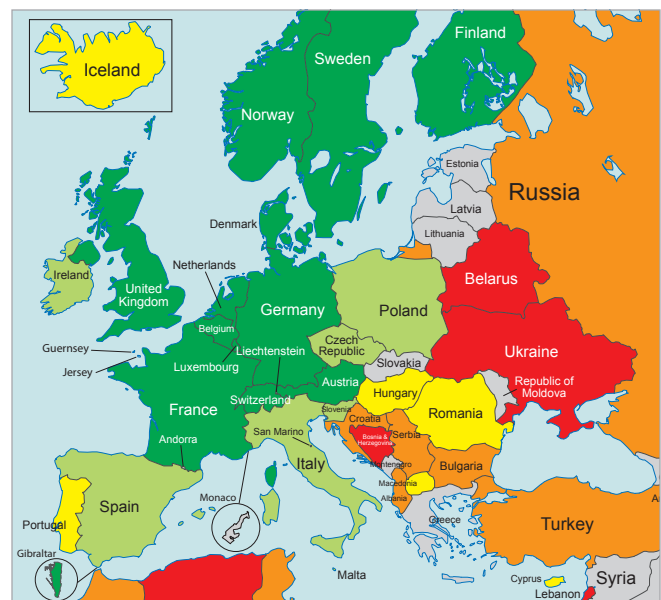 Iceland
Finland
Sweden
Norway
Estonia
Russia
Latvia
Denmark
Lithuania
Netherlands
Ireland
Belarus
United
Kingdom
Germany
Poland
Belgium
Guernsey
Liechtenstein
Czech
Republic
Ukraine
Luxembourg
Slovakia
Jersey
Austria
Republic of
Moldova
Hungary
Switzerland
France
Slovenia
Romania
Croatia
Andorra
San Marino
Serbia
Bosnia &
Herzegovina
Italy
Montenegro
Bulgaria
Macedonia
Spain
Monaco
Albania
Portugal
Greece
Turkey
A
Gibraltar
Malta
Cyprus
Syria
Lebanon